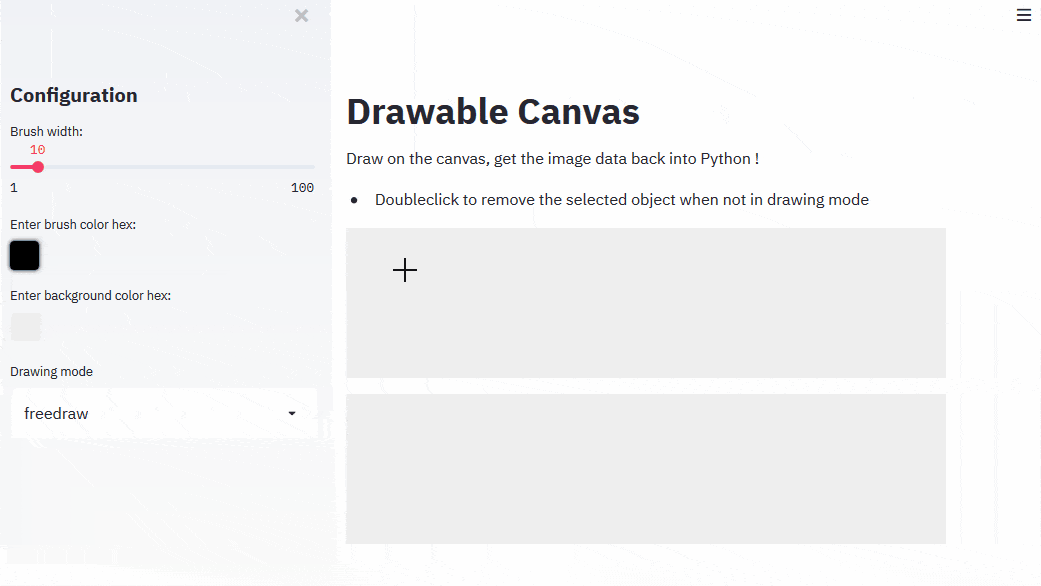 Configuration
Brush width:
10
1 100
Enter brush color hex:
Enter background color hex:
Drawing mode
freedraw
Drawable Canvas
Draw on the canvas, get the image data back into Python !
Doubleclick to remove the selected object when not in drawing mode